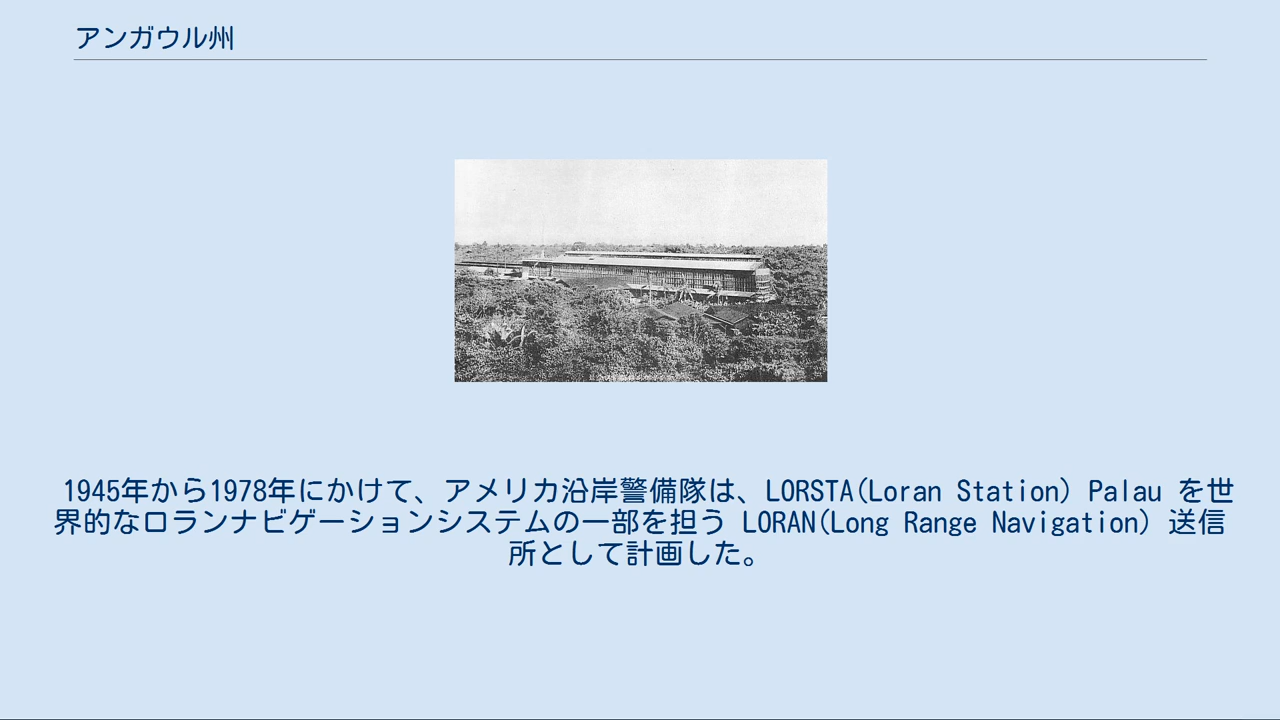 アンガウル州
1945年から1978年にかけて、アメリカ沿岸警備隊は、LORSTA(Loran Station) Palau を世
界的なロランナビゲーションシステムの一部を担う LORAN(Long Range Navigation) 送信
所として計画した。